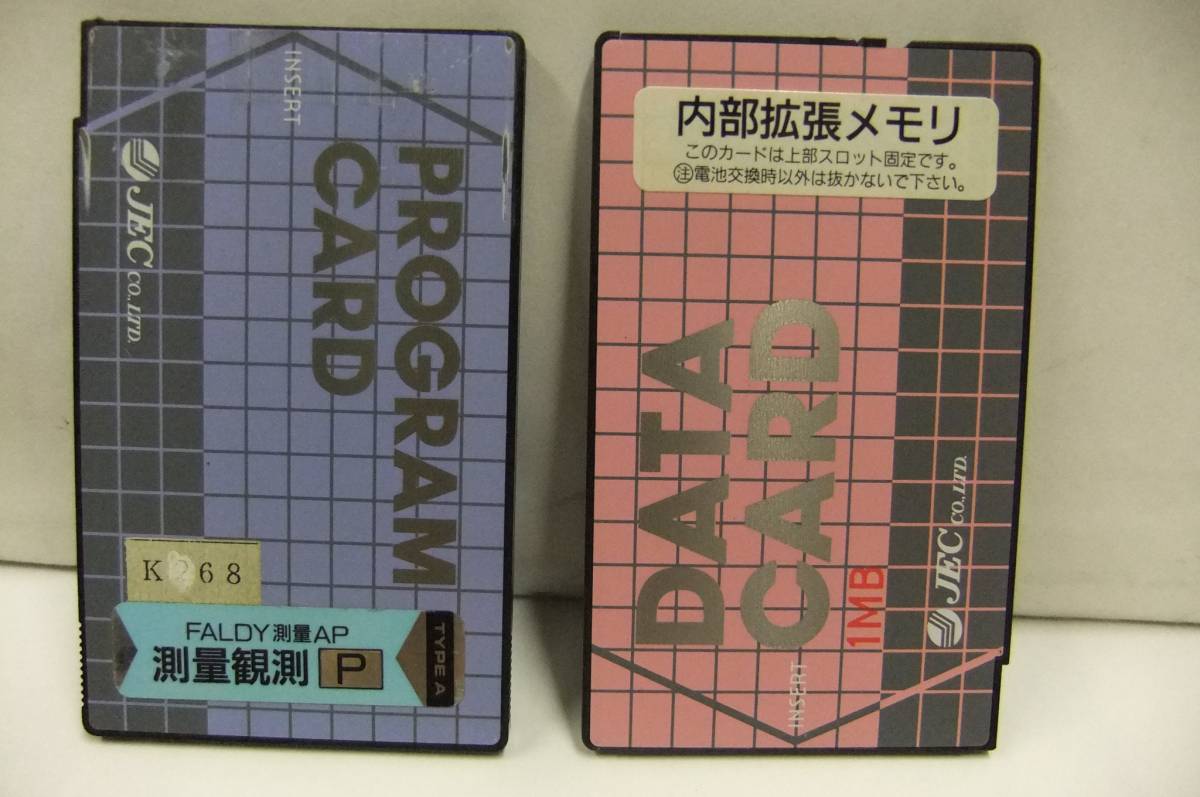 INSERT
PROGRAM
CARD
JEC CO.,LTD.
FALDY測量AP
測量観測 P
TYPE A
内部拡張メモリ
このカードは上部スロット固定です。
㊟電池交換時以外は抜かないで下さい。
DATA
CARD
1MB
JEC CO.,LTD.
INSERT